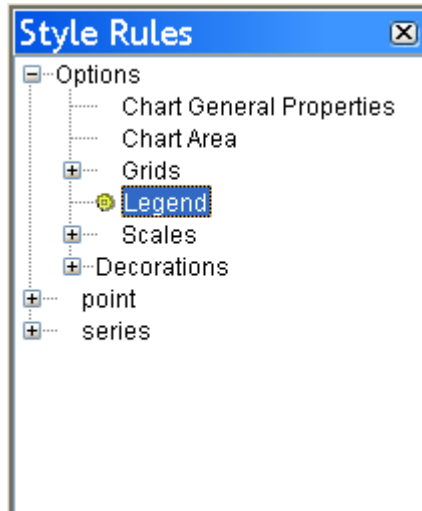 Style Rules
Options
Chart General Properties
Chart Area
Grids
Legend
Scales
Decorations
point
series